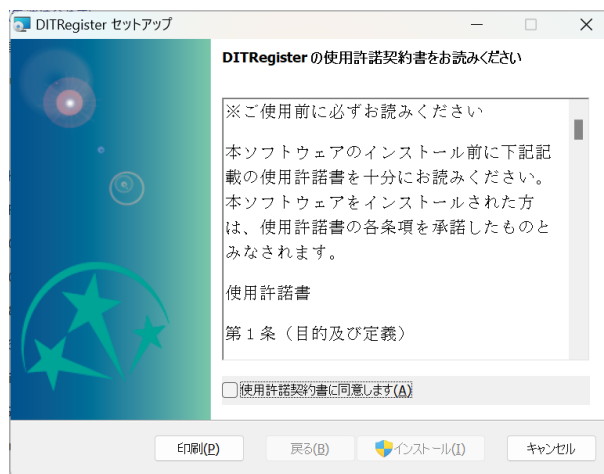 DITRegister セットアップ
DITRegister の使用許諾契約書をお読みください
※ご使用前に必ずお読みください
本ソフトウェアのインストール前に下記記
載の使用許諾書を十分にお読みください。
本ソフトウェアをインストールされた方
は、使用許諾書の各条項を承諾したものと
みなされます。
使用許諾書
第１条（目的及び定義）
使用許諾契約書に同意します(A)
印刷(P)
戻る(B)
インストール(I)
キャンセル